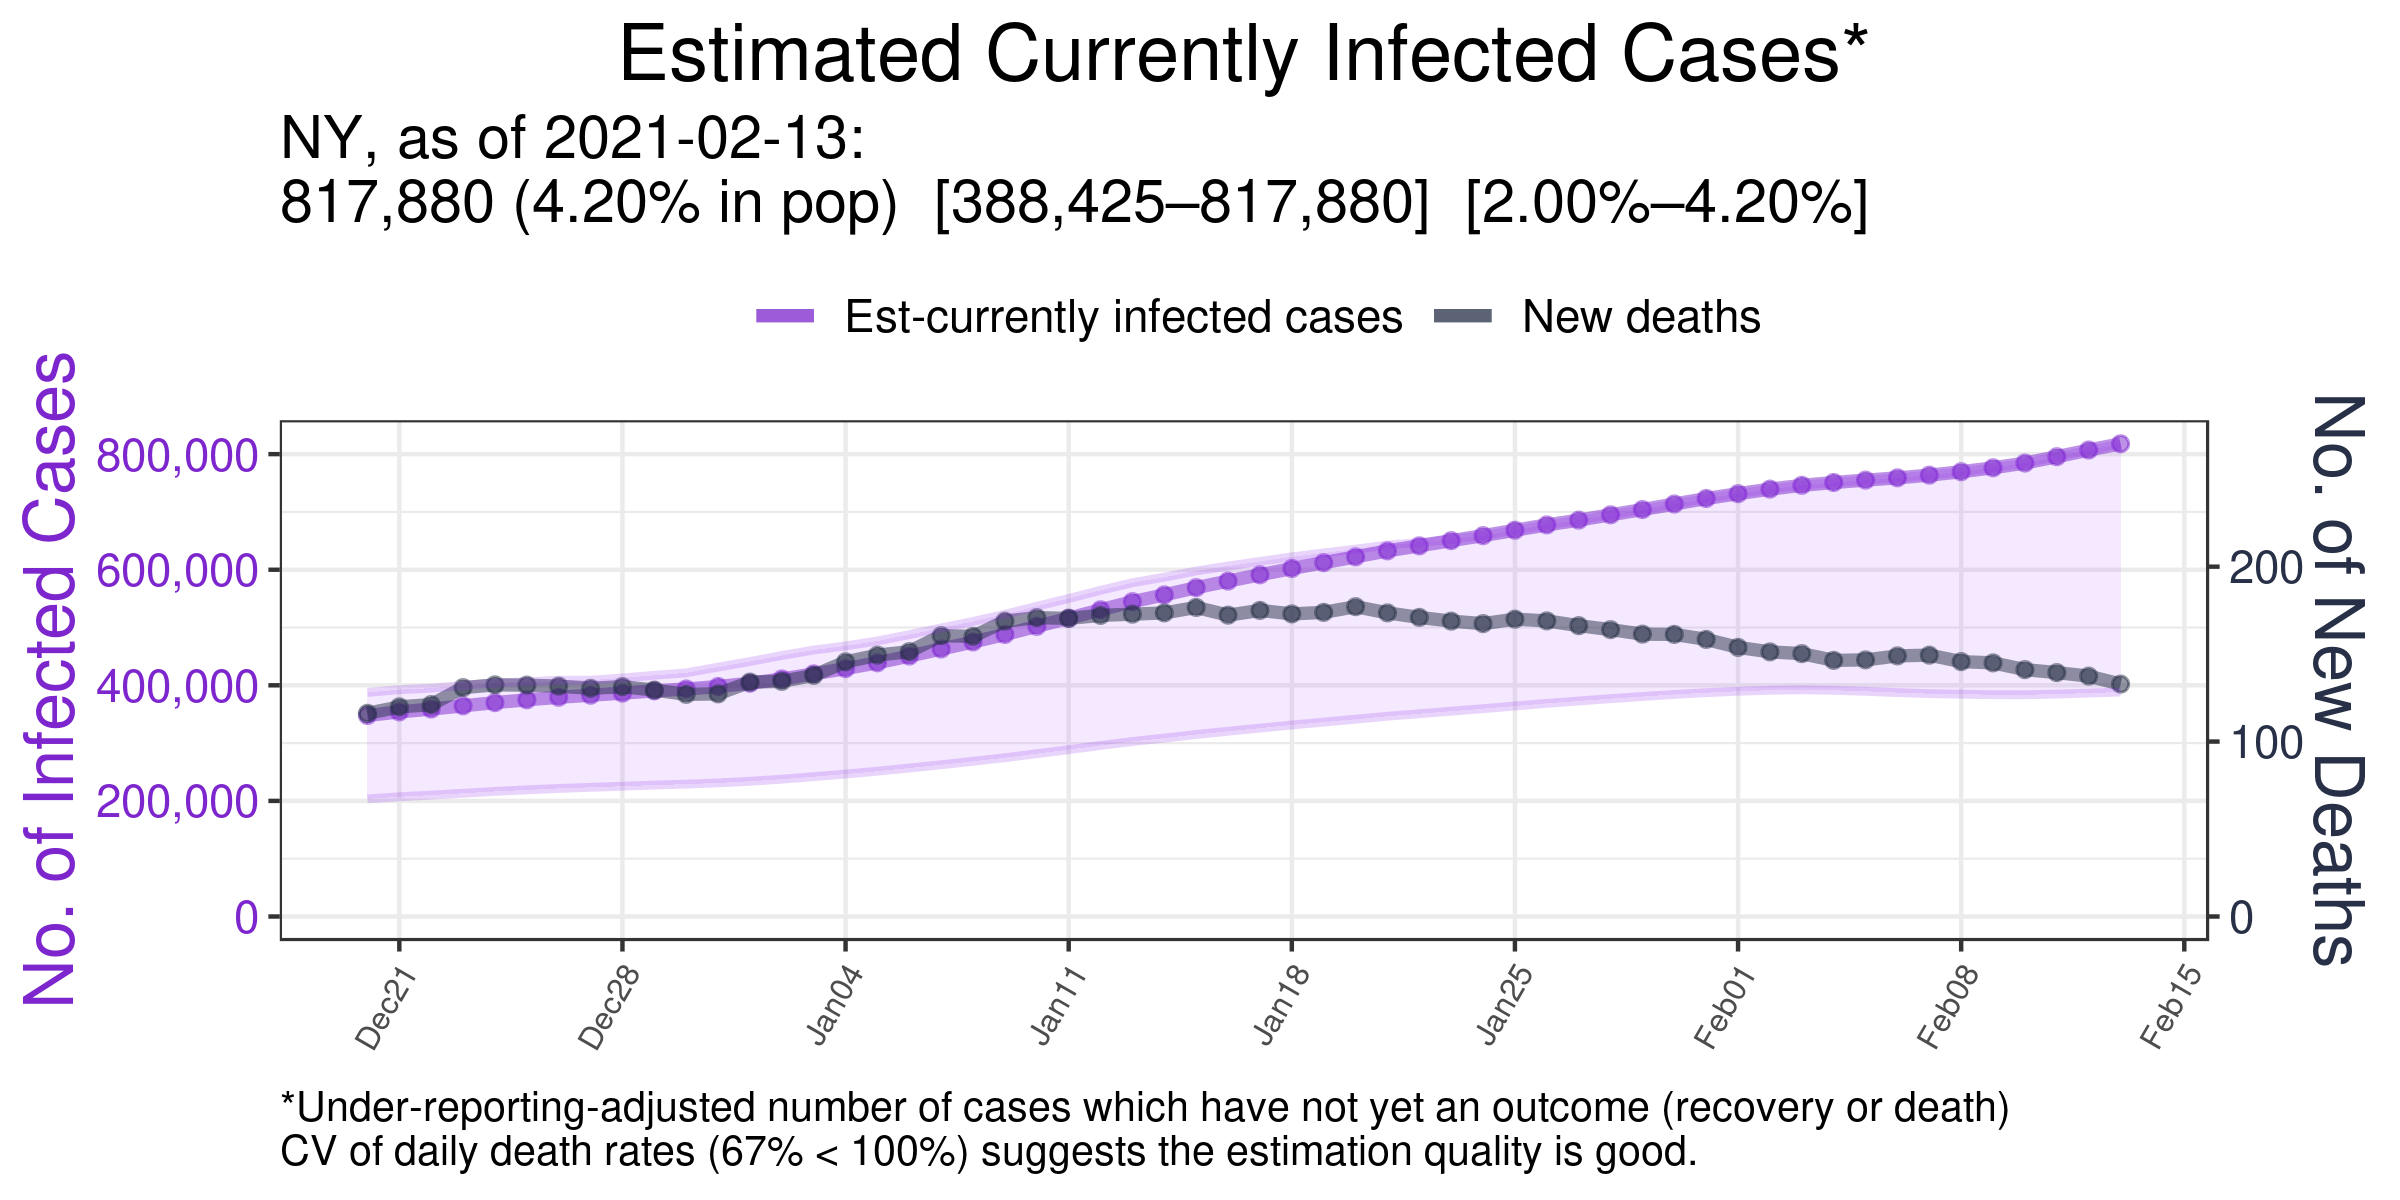 Estimated Currently Infected Cases*
NY, as of 2021-02-13:
817,880 (4.20% in pop)  [388,425–817,880]  [2.00%–4.20%]
Est-currently infected cases
New deaths
No. of Infected Cases
800,000
600,000
400,000
200,000
0
No. of New Deaths
200
100
0
Dec21
Dec28
Jan04
Jan11
Jan18
Jan25
Feb01
Feb08
Feb15
*Under-reporting-adjusted number of cases which have not yet an outcome (recovery or death)
CV of daily death rates (67% < 100%) suggests the estimation quality is good.